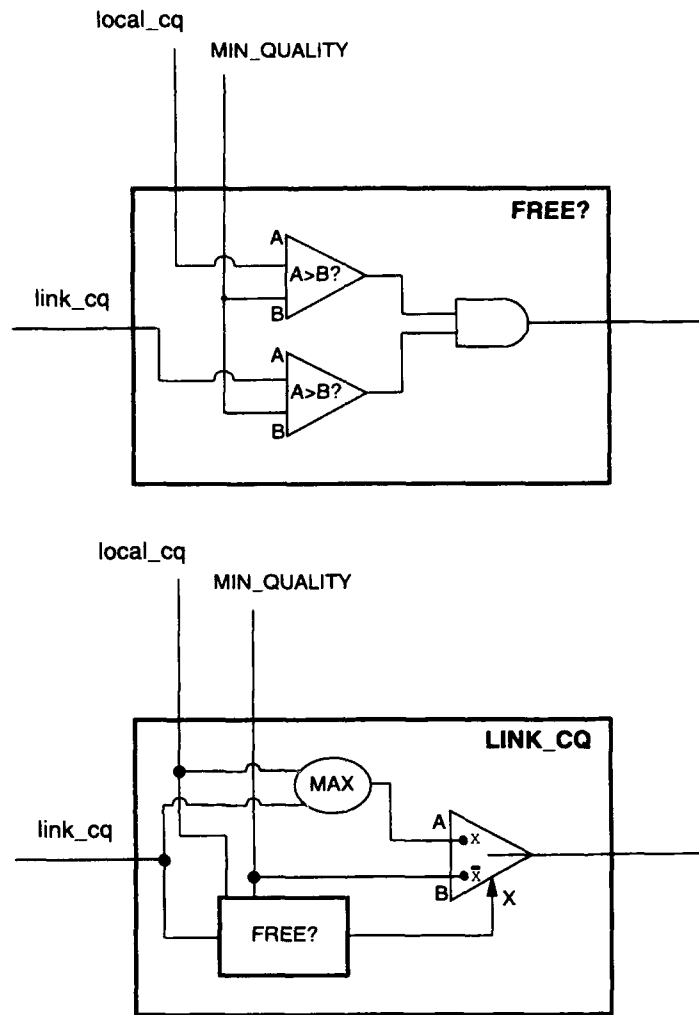 local_cq
MIN_QUALITY
FREE?
A
A>B?
link_cq
B
A
A>B?
B
local_cq
MIN_QUALITY
LINK_CQ
MAX
link_cq
A
x
x̄
B
X
FREE?